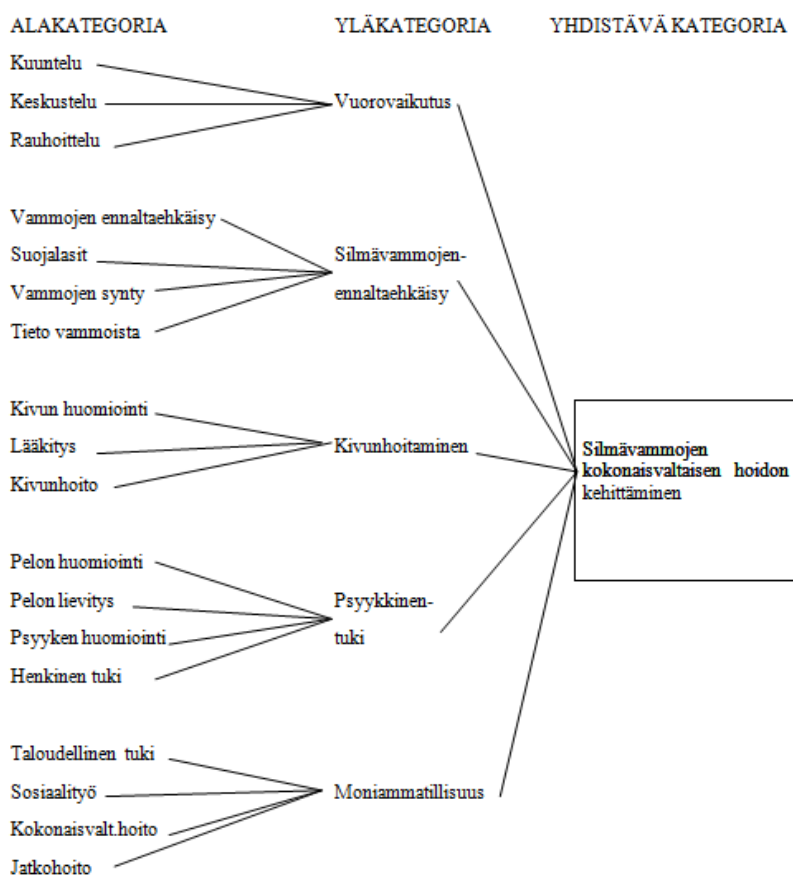 ALAKATEGORIA YLÄKATEGORIA YHDISTÄVÄ KATEGORIA
Kuuntelu
Keskustelu
Rauhoittelu
Vuorovaikutus
Vammojen ennaltaehkäisy
Suojalasit
Vammojen synty
Tieto vammoista
Silmävammojen-
ennaltaehkäisy
Kivun huomiointi
Lääkitys
Kivunhoito
Kivunhoitaminen
Pelon huomiointi
Pelon lievitys
Psyyken huomiointi
Henkinen tuki
Psyykkinen-
tuki
Taloudellinen tuki
Sosiaalityö
Kokonaisvalt.hoito
Jatkohoito
Moniammatillisuus
Silmävammojen
kokonaisvaltaisen hoidon
kehittäminen